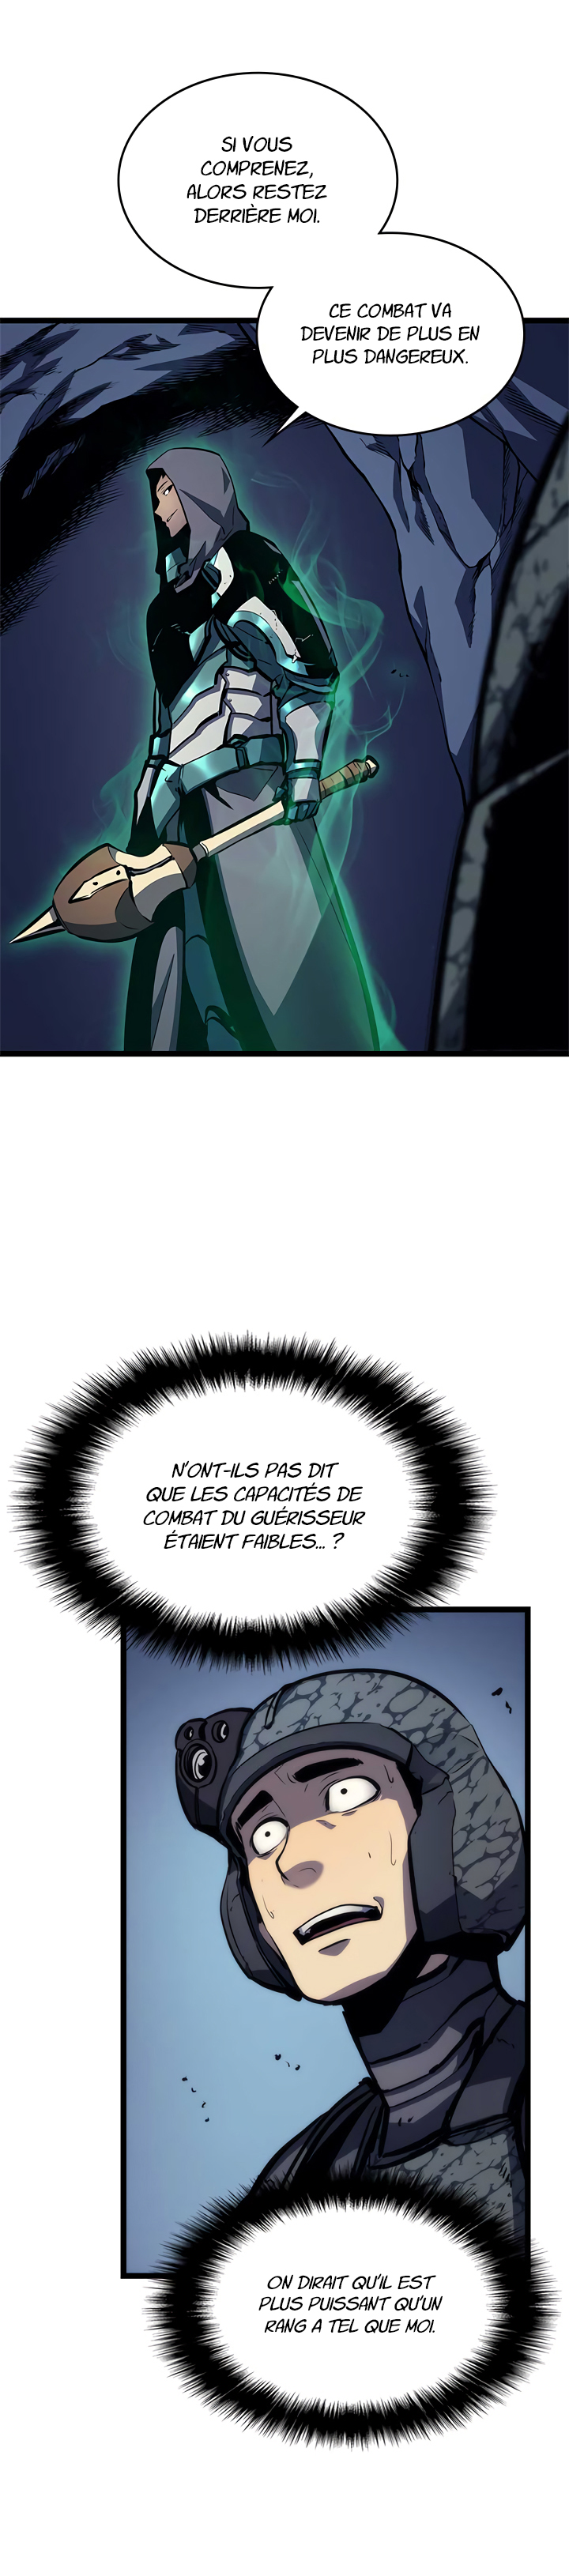 SI VOUS
COMPRENEZ,
ALORS RESTEZ
DERRIÈRE MOI.
CE COMBAT VA
DEVENIR DE PLUS EN
PLUS DANGEREUX.
N'ONT-ILS PAS DIT
QUE LES CAPACITÉS DE
COMBAT DU GUÉRISSEUR
ÉTAIENT FAIBLES... ?
ON DIRAIT QU'IL EST
PLUS PUISSANT QU'UN
RANG A TEL QUE MOI.